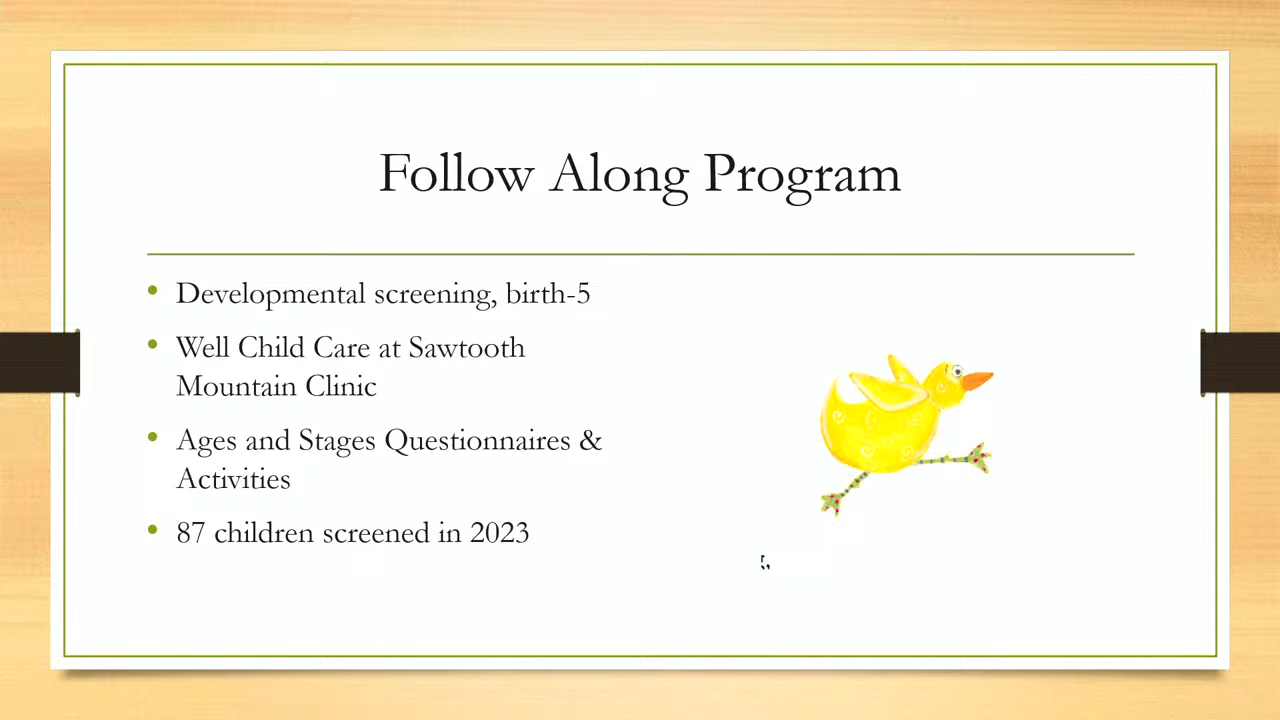 Follow Along Program
• Developmental screening, birth-5
• Well Child Care at Sawtooth
Mountain Clinic
• Ages and Stages Questionnaires &
Activities
• 87 children screened in 2023